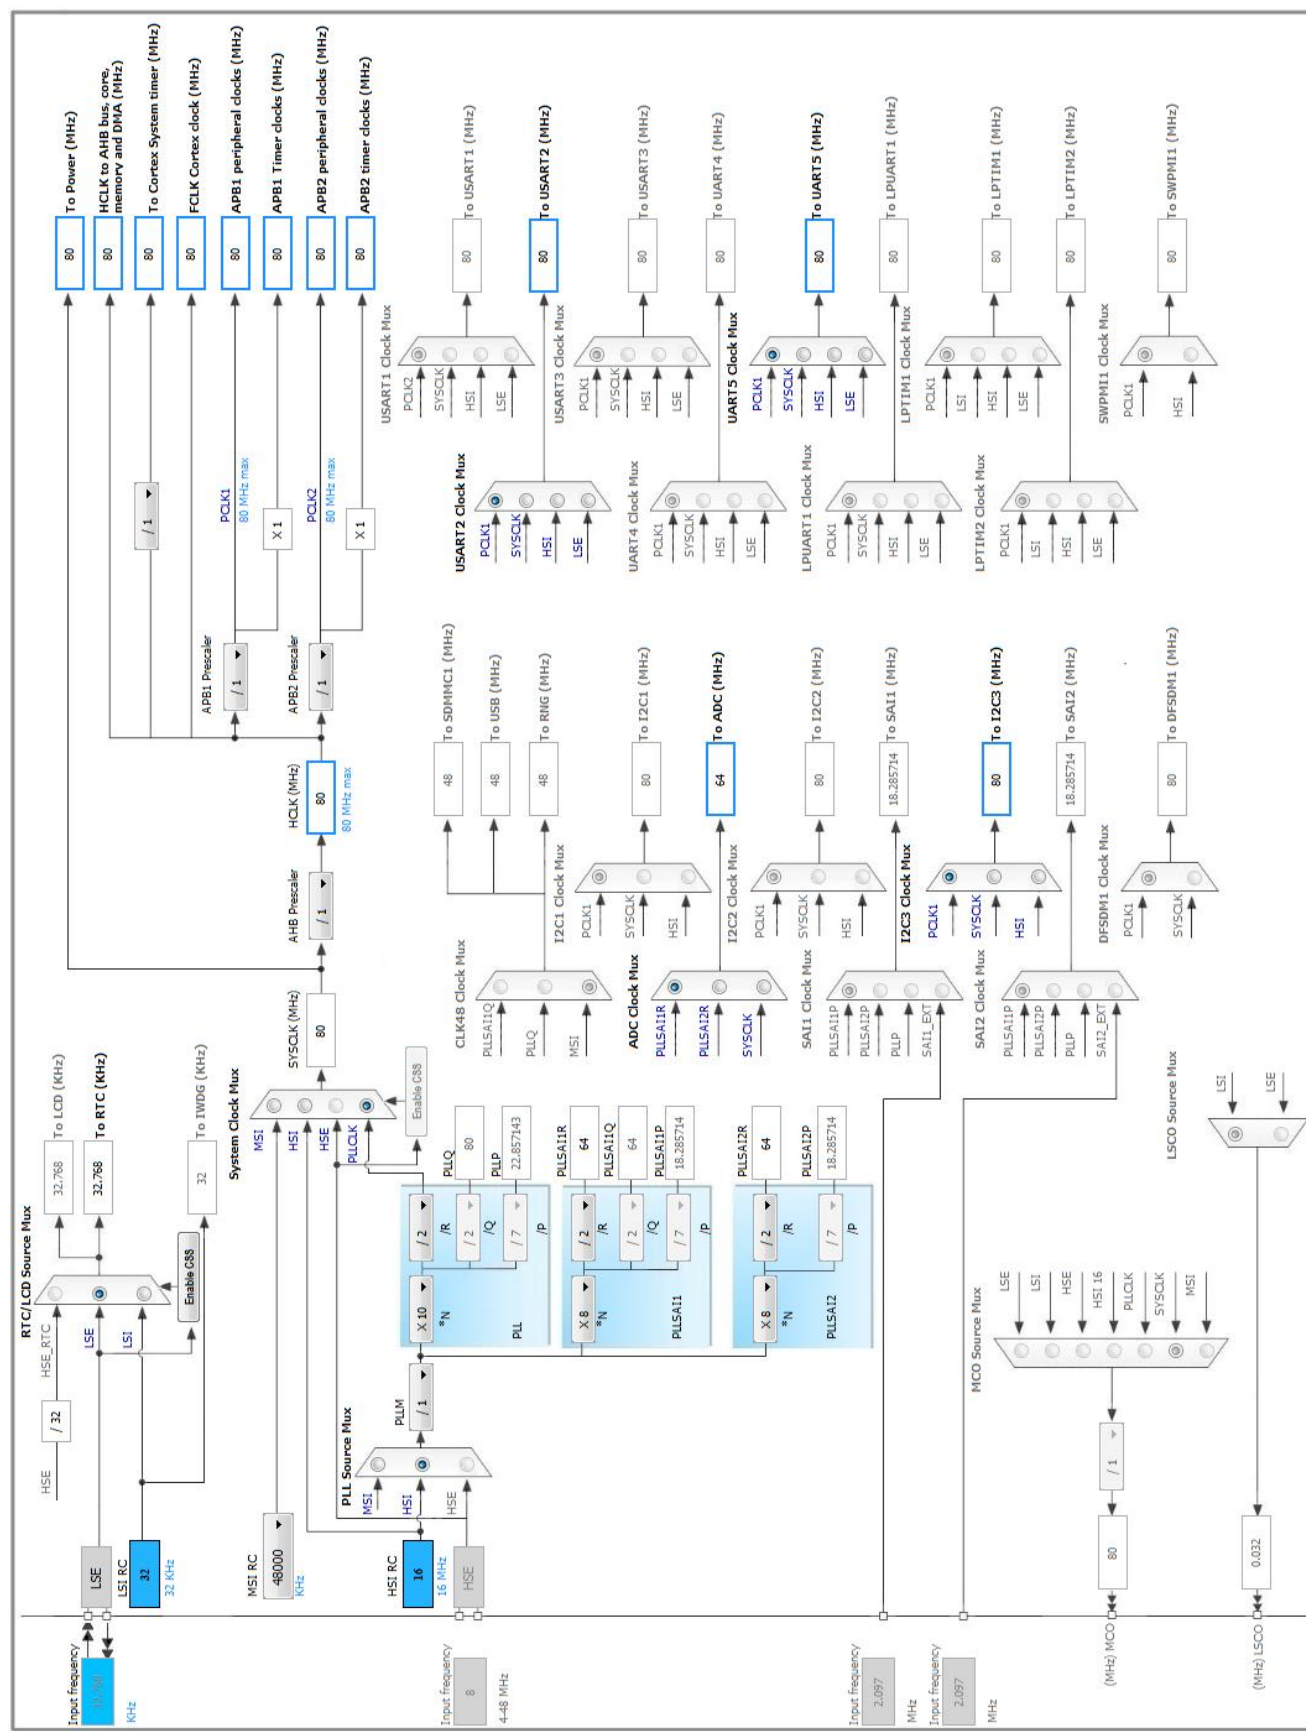 Input frequency
32.768
KHz
LSE
LSI RC
32
32 KHz
HSE
/ 32
HSE_RTC
LSE
LSI
RTC/LCD Source Mux
Enable CSS
32.768
To LCD (KHz)
32.768
To RTC (KHz)
32
To IWDG (KHz)
MSI RC
48000
KHz
HSI RC
16
16 MHz
Input frequency
8
4-48 MHz
HSE
PLL Source Mux
MSI
HSI
HSE
PLLM
/ 1
X 10
*N
PLL
/ 2
/R
/ 2
/Q
/ 7
/P
PLLQ
80
PLLP
22.857143
X 8
*N
PLLSAI1
/ 2
/R
/ 2
/Q
/ 7
/P
PLLSAI1R
64
PLLSAI1Q
64
PLLSAI1P
18.285714
X 8
*N
PLLSAI2
/ 2
/R
/ 7
/P
PLLSAI2R
64
PLLSAI2P
18.285714
System Clock Mux
MSI
HSI
HSE
PLLCLK
Enable CSS
SYSCLK (MHz)
80
AHB Prescaler
/ 1
HCLK (MHz)
80
80 MHz max
APB1 Prescaler
/ 1
APB2 Prescaler
/ 1
/ 1
PCLK1
80 MHz max
X 1
PCLK2
80 MHz max
X 1
80
To Power (MHz)
80
HCLK to AHB bus, core,
memory and DMA (MHz)
80
To Cortex System timer (MHz)
80
FCLK Cortex clock (MHz)
80
APB1 peripheral clocks (MHz)
80
APB1 Timer clocks (MHz)
80
APB2 peripheral clocks (MHz)
80
APB2 timer clocks (MHz)
CLK48 Clock Mux
PLLSAI1Q
PLLQ
MSI
48
To SDMMC1 (MHz)
48
To USB (MHz)
48
To RNG (MHz)
I2C1 Clock Mux
PCLK1
SYSCLK
HSI
80
To I2C1 (MHz)
ADC Clock Mux
PLLSAI1R
PLLSAI2R
SYSCLK
64
To ADC (MHz)
I2C2 Clock Mux
PCLK1
SYSCLK
HSI
80
To I2C2 (MHz)
SAI1 Clock Mux
PLLSAI1P
PLLSAI2P
PLLP
SAI1_EXT
18.285714
To SAI1 (MHz)
I2C3 Clock Mux
PCLK1
SYSCLK
HSI
80
To I2C3 (MHz)
SAI2 Clock Mux
PLLSAI1P
PLLSAI2P
PLLP
SAI2_EXT
18.285714
To SAI2 (MHz)
DFSDM1 Clock Mux
PCLK1
SYSCLK
80
To DFSDM1 (MHz)
USART1 Clock Mux
PCLK2
SYSCLK
HSI
LSE
80
To USART1 (MHz)
USART2 Clock Mux
PCLK1
SYSCLK
HSI
LSE
80
To USART2 (MHz)
USART3 Clock Mux
PCLK1
SYSCLK
HSI
LSE
80
To USART3 (MHz)
UART4 Clock Mux
PCLK1
SYSCLK
HSI
LSE
80
To UART4 (MHz)
UART5 Clock Mux
PCLK1
SYSCLK
HSI
LSE
80
To UART5 (MHz)
LPUART1 Clock Mux
PCLK1
SYSCLK
HSI
LSE
80
To LPUART1 (MHz)
LPTIM1 Clock Mux
PCLK1
LSI
HSI
LSE
80
To LPTIM1 (MHz)
LPTIM2 Clock Mux
PCLK1
LSI
HSI
LSE
80
To LPTIM2 (MHz)
SWPMI1 Clock Mux
PCLK1
HSI
80
To SWPMI1 (MHz)
Input frequency
2.097
MHz
Input frequency
2.097
MHz
MCO Source Mux
LSE
LSI
HSE
HSI 16
PLLCLK
SYSCLK
MSI
/ 1
80
(MHz) MCO
LSCO Source Mux
LSI
LSE
0.032
(MHz) LSCO